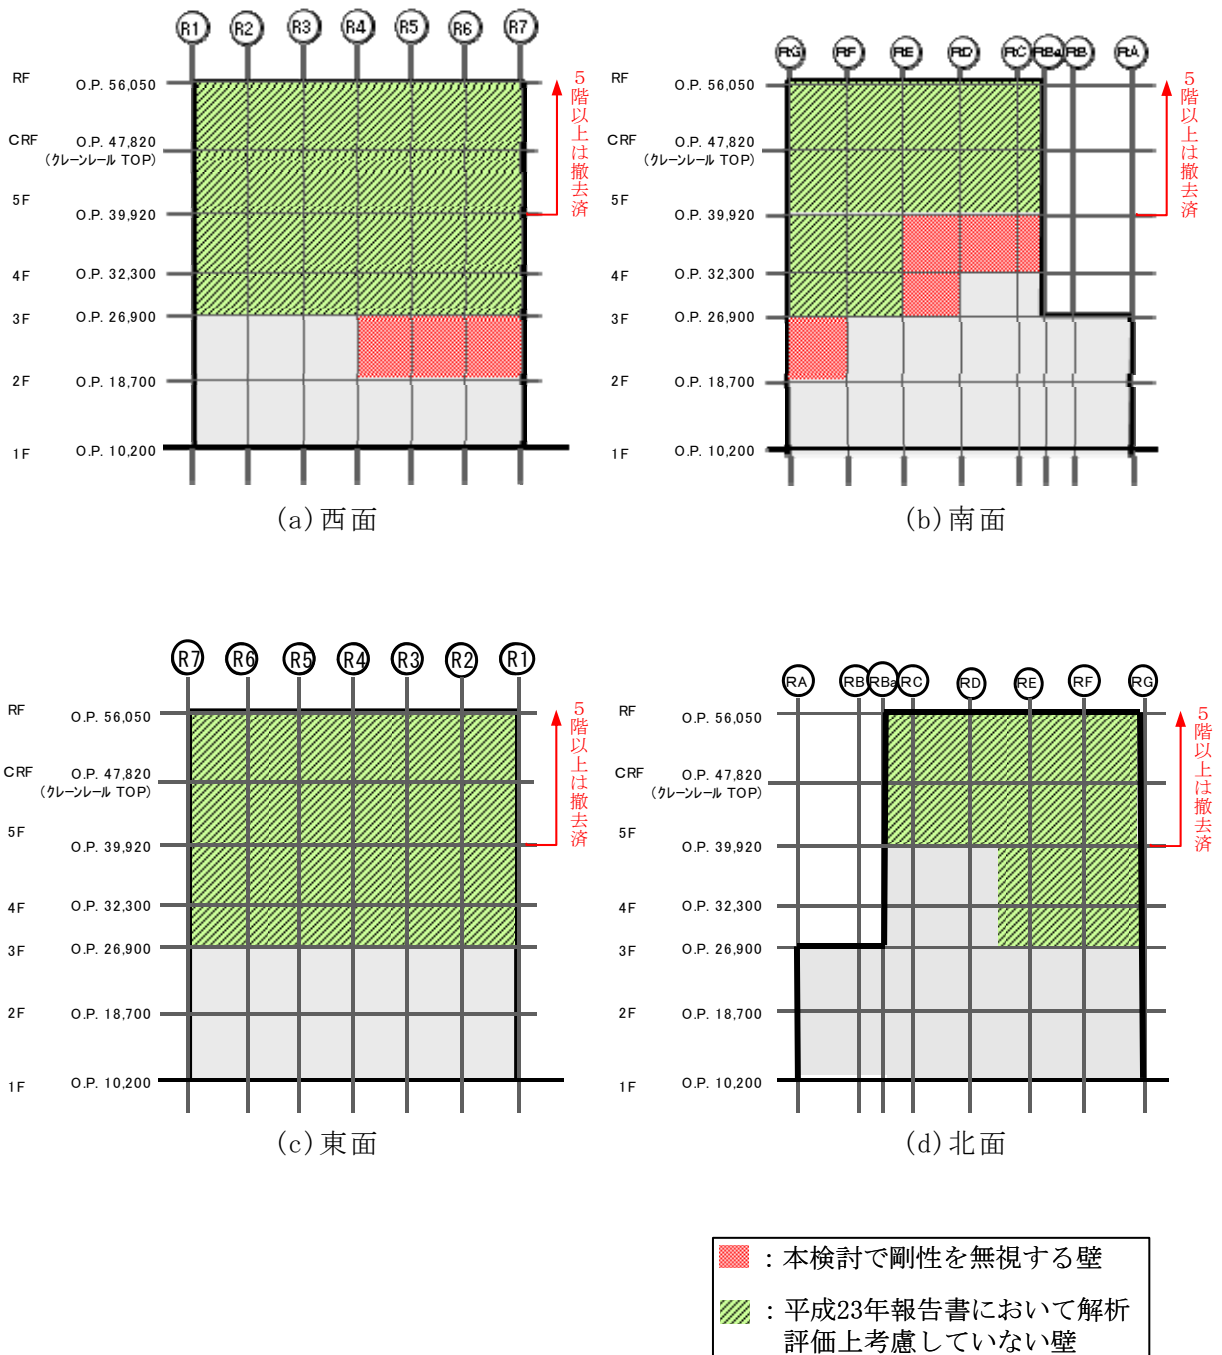 R1 R2 R3 R4 R5 R6 R7
RF O.P. 56,050
CRF O.P. 47,820
(クレーンレール TOP)
5F O.P. 39,920
4F O.P. 32,300
3F O.P. 26,900
2F O.P. 18,700
1F O.P. 10,200
5階以上は撤去済
(a)西面
RG RF RE RD RC RBa RB RA
RF O.P. 56,050
CRF O.P. 47,820
(クレーンレール TOP)
5F O.P. 39,920
4F O.P. 32,300
3F O.P. 26,900
2F O.P. 18,700
1F O.P. 10,200
5階以上は撤去済
(b)南面
R7 R6 R5 R4 R3 R2 R1
RF O.P. 56,050
CRF O.P. 47,820
(クレーンレール TOP)
5F O.P. 39,920
4F O.P. 32,300
3F O.P. 26,900
2F O.P. 18,700
1F O.P. 10,200
5階以上は撤去済
(c)東面
RA RB RBa RC RD RE RF RG
RF O.P. 56,050
CRF O.P. 47,820
(クレーンレール TOP)
5F O.P. 39,920
4F O.P. 32,300
3F O.P. 26,900
2F O.P. 18,700
1F O.P. 10,200
5階以上は撤去済
(d)北面
：本検討で剛性を無視する壁
：平成23年報告書において解析
評価上考慮していない壁